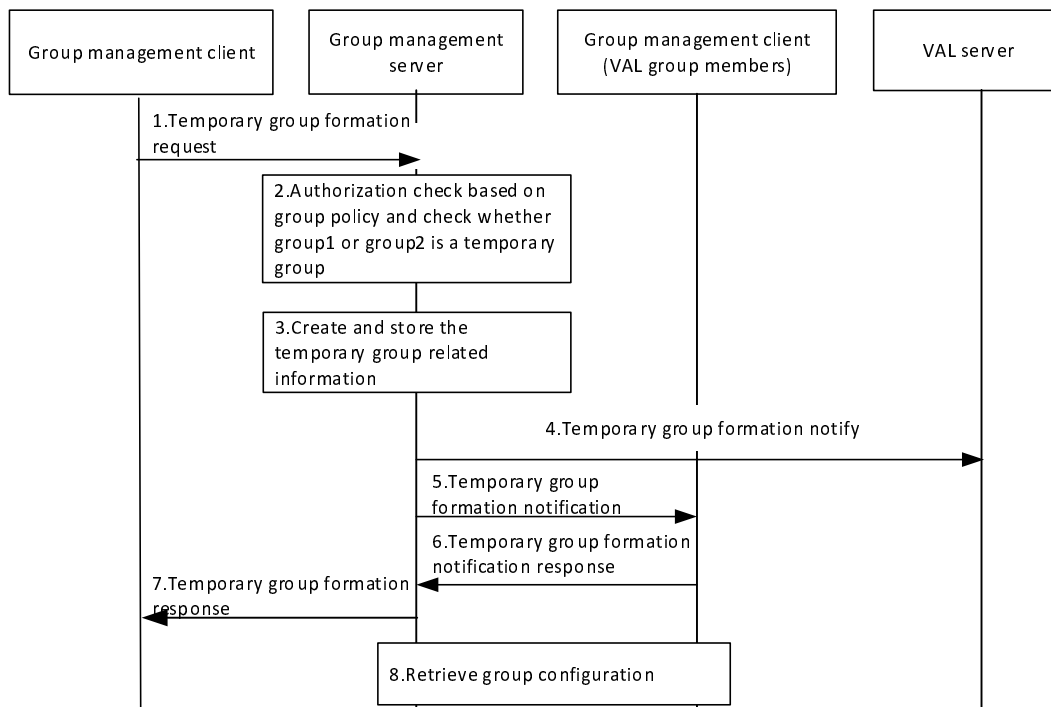 Group management client
Group management
server
Group management client
(VAL group members)
VAL server
1.Temporary group formation
request
2.Authorization check based on
group policy and check whether
group1 or group2 is a temporary
group
3.Create and store the
temporary group related
information
4.Temporary group formation notify
5.Temporary group
formation notification
6.Temporary group formation
notification response
7.Temporary group formation
response
8.Retrieve group configuration